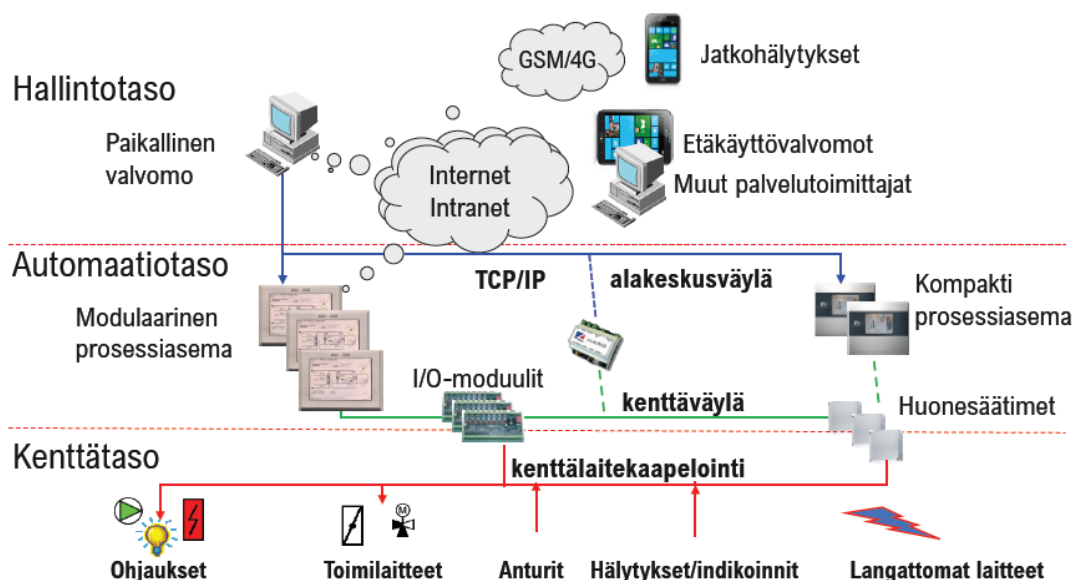 GSM/4G
Jatkohälytykset
Hallintotaso
Paikallinen
valvomo
Internet
Intranet
Etäkäyttövalvomot
Muut palvelutoimittajat
Automaatiotaso
TCP/IP
alakeskusväylä
Kompakti
prosessiasema
Modulaarinen
prosessiasema
I/O-moduulit
kenttäväylä
Huonesäätimet
Kenttätaso
kenttälaitekaapelointi
M
Ohjaukset
Toimilaitteet
Anturit
Hälytykset/indikoinnit
Langattomat laitteet